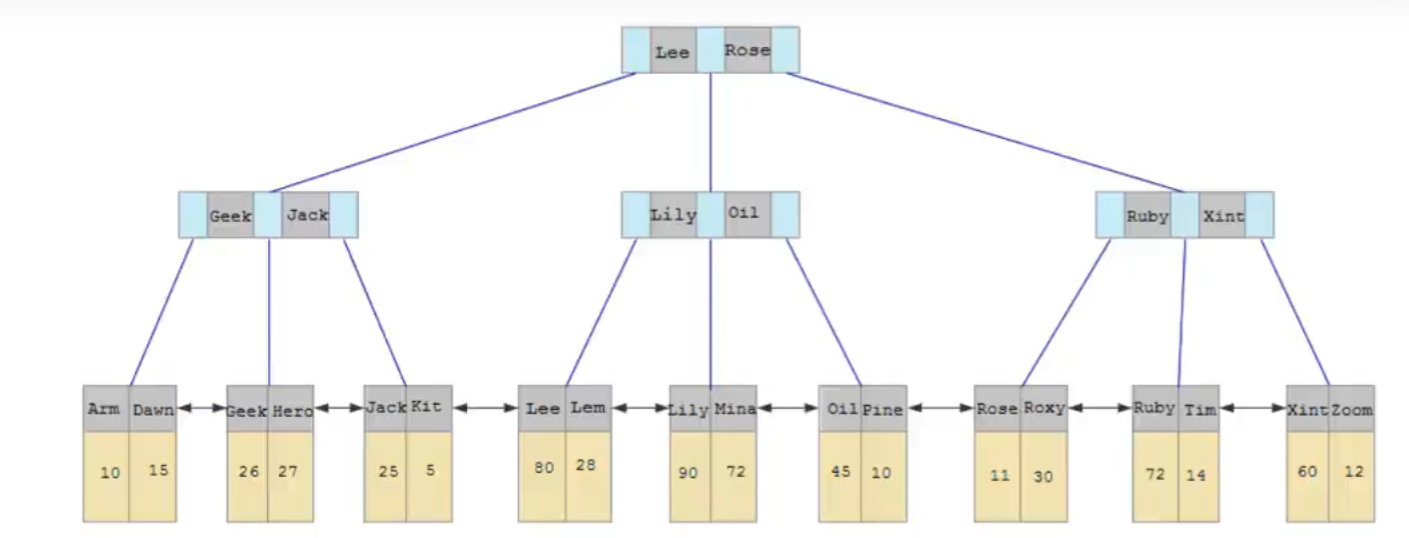 Lee Rose
Geek Jack Lily Oil Ruby Xint
Arm Dawn Geek Hero Jack Kit Lee Lem Lily Mina Oil Pine Rose Roxy Ruby Tim Xint Zoom
10 15 26 27 25 5 80 28 90 72 45 10 11 30 72 14 60 12